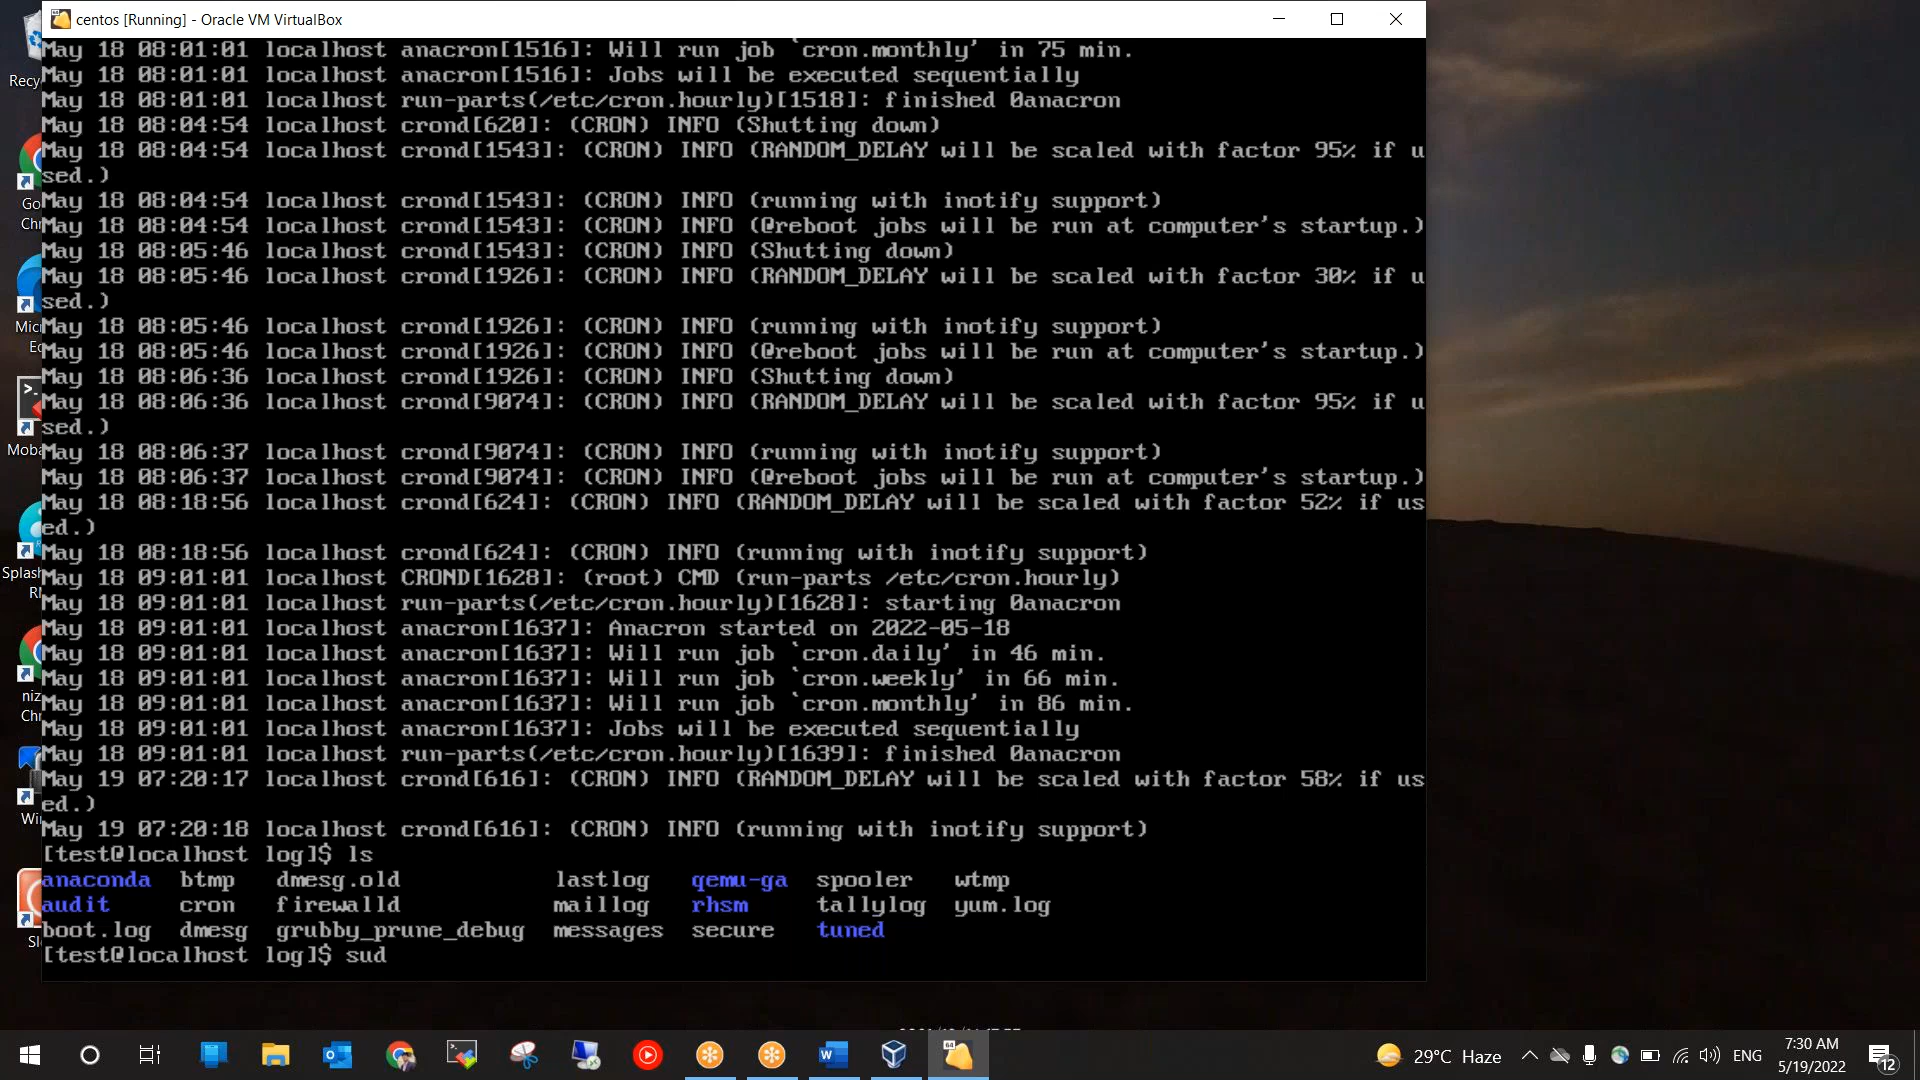 centos [Running] - Oracle VM VirtualBox
May 18 08:01:01 localhost anacron[1516]: Will run job `cron.monthly' in 75 min.
May 18 08:01:01 localhost anacron[1516]: Jobs will be executed sequentially
May 18 08:01:01 localhost run-parts(/etc/cron.hourly)[1518]: finished 0anacron
May 18 08:04:54 localhost crond[620]: (CRON) INFO (Shutting down)
May 18 08:04:54 localhost crond[1543]: (CRON) INFO (RANDOM_DELAY will be scaled with factor 95% if u
sed.)
May 18 08:04:54 localhost crond[1543]: (CRON) INFO (running with inotify support)
May 18 08:04:54 localhost crond[1543]: (CRON) INFO (@reboot jobs will be run at computer's startup.)
May 18 08:05:46 localhost crond[1543]: (CRON) INFO (Shutting down)
May 18 08:05:46 localhost crond[1926]: (CRON) INFO (RANDOM_DELAY will be scaled with factor 30% if u
sed.)
May 18 08:05:46 localhost crond[1926]: (CRON) INFO (running with inotify support)
May 18 08:05:46 localhost crond[1926]: (CRON) INFO (@reboot jobs will be run at computer's startup.)
May 18 08:06:36 localhost crond[1926]: (CRON) INFO (Shutting down)
May 18 08:06:36 localhost crond[9074]: (CRON) INFO (RANDOM_DELAY will be scaled with factor 95% if u
sed.)
May 18 08:06:37 localhost crond[9074]: (CRON) INFO (running with inotify support)
May 18 08:06:37 localhost crond[9074]: (CRON) INFO (@reboot jobs will be run at computer's startup.)
May 18 08:18:56 localhost crond[624]: (CRON) INFO (RANDOM_DELAY will be scaled with factor 52% if us
ed.)
May 18 08:18:56 localhost crond[624]: (CRON) INFO (running with inotify support)
May 18 09:01:01 localhost CROND[1628]: (root) CMD (run-parts /etc/cron.hourly)
May 18 09:01:01 localhost run-parts(/etc/cron.hourly)[1628]: starting 0anacron
May 18 09:01:01 localhost anacron[1637]: Anacron started on 2022-05-18
May 18 09:01:01 localhost anacron[1637]: Will run job `cron.daily' in 46 min.
May 18 09:01:01 localhost anacron[1637]: Will run job `cron.weekly' in 66 min.
May 18 09:01:01 localhost anacron[1637]: Will run job `cron.monthly' in 86 min.
May 18 09:01:01 localhost anacron[1637]: Jobs will be executed sequentially
May 18 09:01:01 localhost run-parts(/etc/cron.hourly)[1639]: finished 0anacron
May 19 07:20:17 localhost crond[616]: (CRON) INFO (RANDOM_DELAY will be scaled with factor 58% if us
ed.)
May 19 07:20:18 localhost crond[616]: (CRON) INFO (running with inotify support)
[test@localhost log]$ ls
anaconda btmp dmesg.old lastlog qemu-ga spooler wtmp
audit cron firewalld maillog rhsm tallylog yum.log
boot.log dmesg grubby_prune_debug messages secure tuned
[test@localhost log]$ sud
Recy
Go
Chr
Micr
Ed
Moba
Splash
niz
Chr
Win
Sl
29°C Haze
ENG
7:30 AM
5/19/2022
12